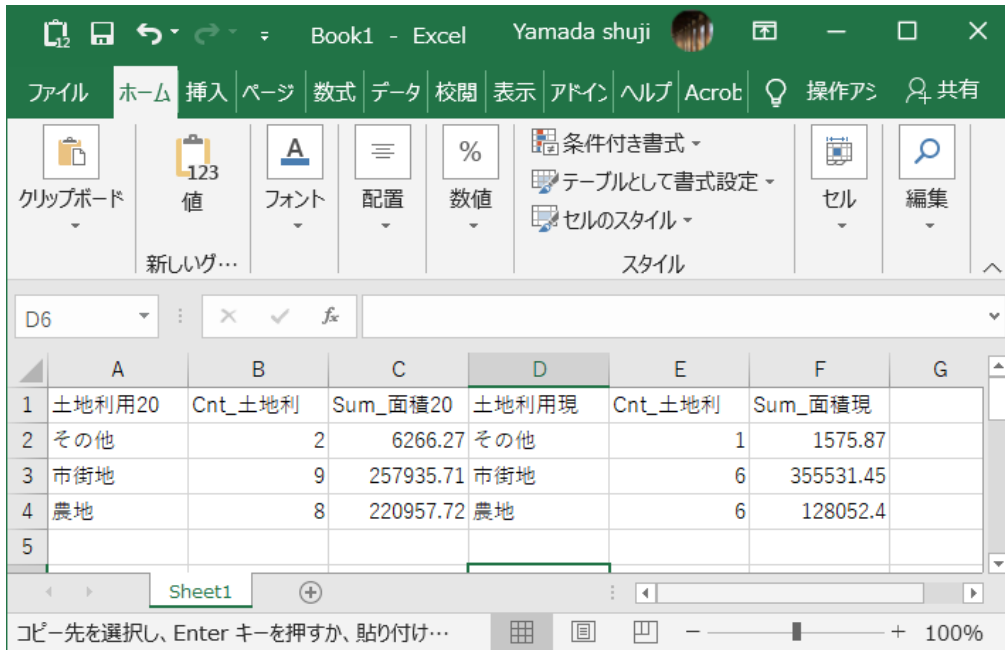 12 Book1 - Excel Yamada shuji
ファイル ホーム 挿入 ページ 数式 データ 校閲 表示 アドイン ヘルプ Acrob 操作アシ 共有
クリップボード
123
値
新しいグ…
A
フォント
配置
%
数値
条件付き書式
テーブルとして書式設定
セルのスタイル
スタイル
セル
編集
D6 fx
A B C D E F G
1 土地利用20 Cnt_土地利 Sum_面積20 土地利用現 Cnt_土地利 Sum_面積現
2 その他 2 6266.27 その他 1 1575.87
3 市街地 9 257935.71 市街地 6 355531.45
4 農地 8 220957.72 農地 6 128052.4
5
Sheet1
コピー先を選択し、Enter キーを押すか、貼り付け… 100%